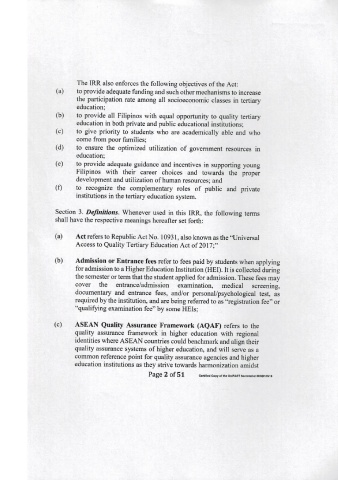 The IRR also enforces the following objectives of the Act:
(a) to provide adequate funding and such other mechanisms to increase
the participation rate among all socioeconomic classes in tertiary
education;
(b) to provide all Filipinos with equal opportunity to quality tertiary
education in both private and public educational institutions;
(c) to give priority to students who are academically able and who
come from poor families;
(d) to ensure the optimized utilization of government resources in
education;
(e) to provide adequate guidance and incentives in supporting young
Filipinos with their career choices and towards the proper
development and utilization of human resources; and
(f) to recognize the complementary roles of public and private
institutions in the tertiary education system.
Section 3. Definitions. Whenever used in this IRR, the following terms
shall have the respective meanings hereafter set forth:
(a) Act refers to Republic Act No. 10931, also known as the "Universal
Access to Quality Tertiary Education Act of 2017;"
(b) Admission or Entrance fees refer to fees paid by students when applying
for admission to a Higher Education Institution (HEI). It is collected during
the semester or term that the student applied for admission. These fees may
cover the entrance/admission examination, medical screening,
documentary and entrance fees, and/or personal/psychological test, as
required by the institution, and are being referred to as "registration fee" or
"qualifying examination fee" by some HEIs;
(c) ASEAN Quality Assurance Framework (AQAF) refers to the
quality assurance framework in higher education with regional
identities where ASEAN countries could benchmark and align their
quality assurance systems of higher education, and will serve as a
common reference point for quality assurance agencies and higher
education institutions as they strive towards harmonization amidst
Page 2 of 51 Certified Copy of the UniFAST Secretariat